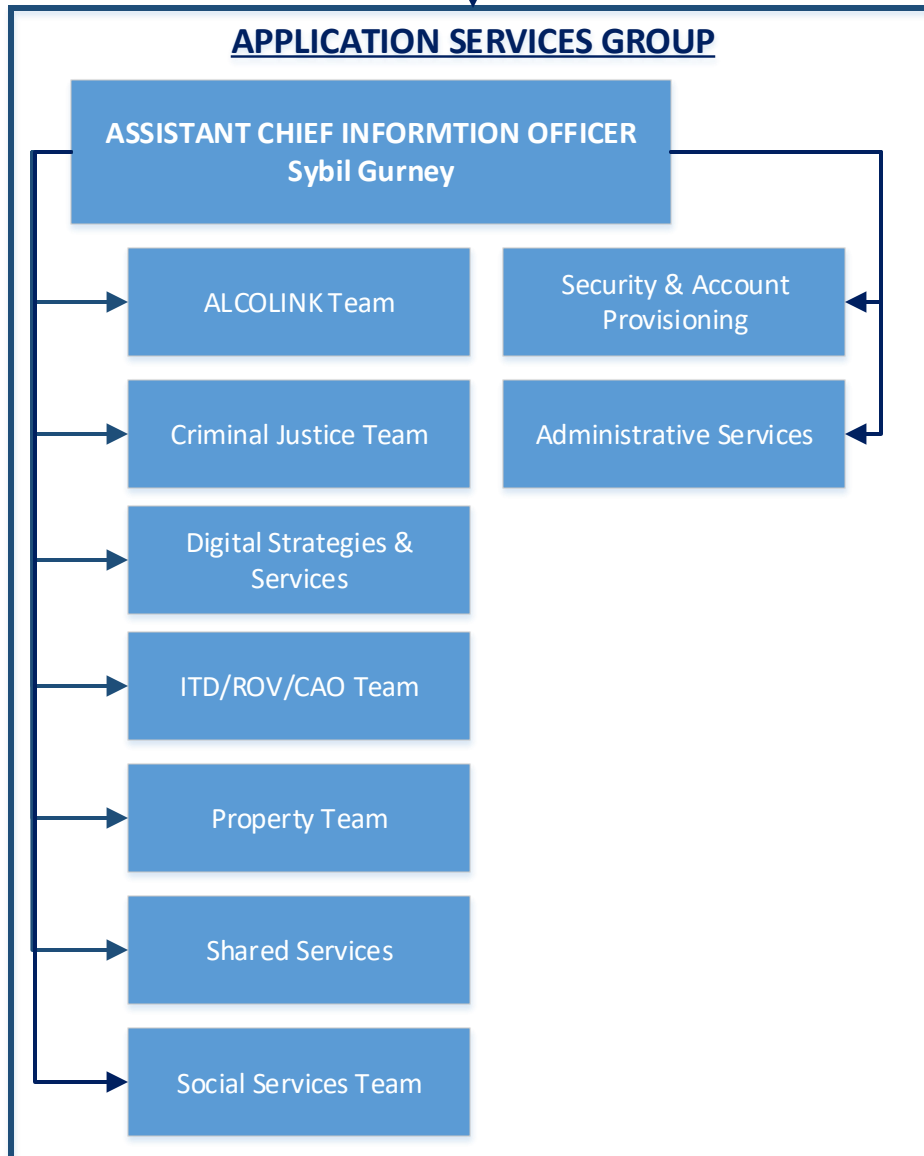 APPLICATION SERVICES GROUP
ASSISTANT CHIEF INFORMTION OFFICER
Sybil Gurney
ALCOLINK Team
Security & Account
Provisioning
Criminal Justice Team
Administrative Services
Digital Strategies &
Services
ITD/ROV/CAO Team
Property Team
Shared Services
Social Services Team